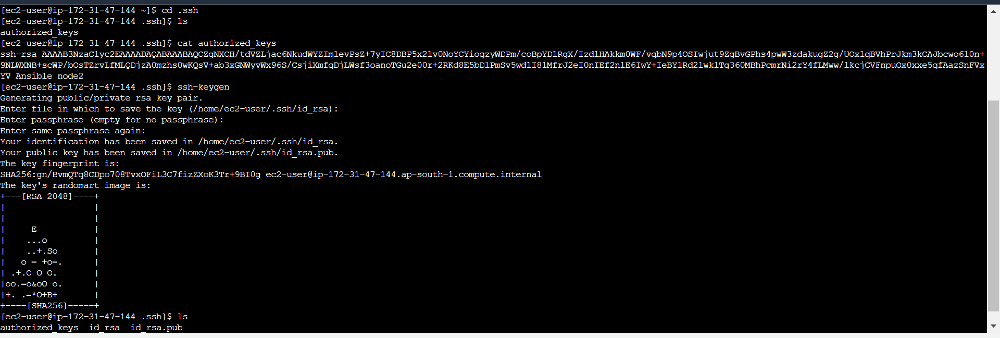 [ec2-user@ip-172-31-47-144 ~]$ cd .ssh
[ec2-user@ip-172-31-47-144 .ssh]$ ls
authorized_keys
[ec2-user@ip-172-31-47-144 .ssh]$ cat authorized_keys
ssh-rsa AAAAB3NzaC1yc2EAAAADAQABAAABAQCZgNXCH/tdVZLjac6NkudWYZIm1evPsZ+7yIC8DBP5x2lv0NoYCYioqzyWDPm/coBpYDlRgX/IzdlHAkkm0WF/vqbN9p4OSIwjut9ZgBvGPhs4pwW3zdakugZ2g/UOx1qBVhPrJkm3kCAJbcwo610n+
9NLWXNB+scWP/bOsTZrvLfMLQDjzA0mzhs0wKQsV+ab3xGNWyvWx96S/CsjiXmfqDjLWsf3oanoTGu2e00r+2RKd8E5bDlPmSv5wd1I81MfrJ2eI0nIEf2nlE6IwY+IeBYlRd2lwklTg360MBhPcmrNi2rY4fLMww/lkcjCVFnpuOx0xxe5qfAazSnFVx
YV Ansible_node2
[ec2-user@ip-172-31-47-144 .ssh]$ ssh-keygen
Generating public/private rsa key pair.
Enter file in which to save the key (/home/ec2-user/.ssh/id_rsa):
Enter passphrase (empty for no passphrase):
Enter same passphrase again:
Your identification has been saved in /home/ec2-user/.ssh/id_rsa.
Your public key has been saved in /home/ec2-user/.ssh/id_rsa.pub.
The key fingerprint is:
SHA256:gn/BvmQTq8CDpo708TvxOFiL3C7fizZXoK3Tr+9BI0g ec2-user@ip-172-31-47-144.ap-south-1.compute.internal
The key's randomart image is:
+---[RSA 2048]----+
|                 |
|                 |
|     E           |
|    ...o         |
|    ..+.So       |
|   o = +o=.      |
| .+.O O O.       |
|oo.=o&oO o.      |
|+. .=*O+B+       |
+----[SHA256]-----+
[ec2-user@ip-172-31-47-144 .ssh]$ ls
authorized_keys  id_rsa  id_rsa.pub